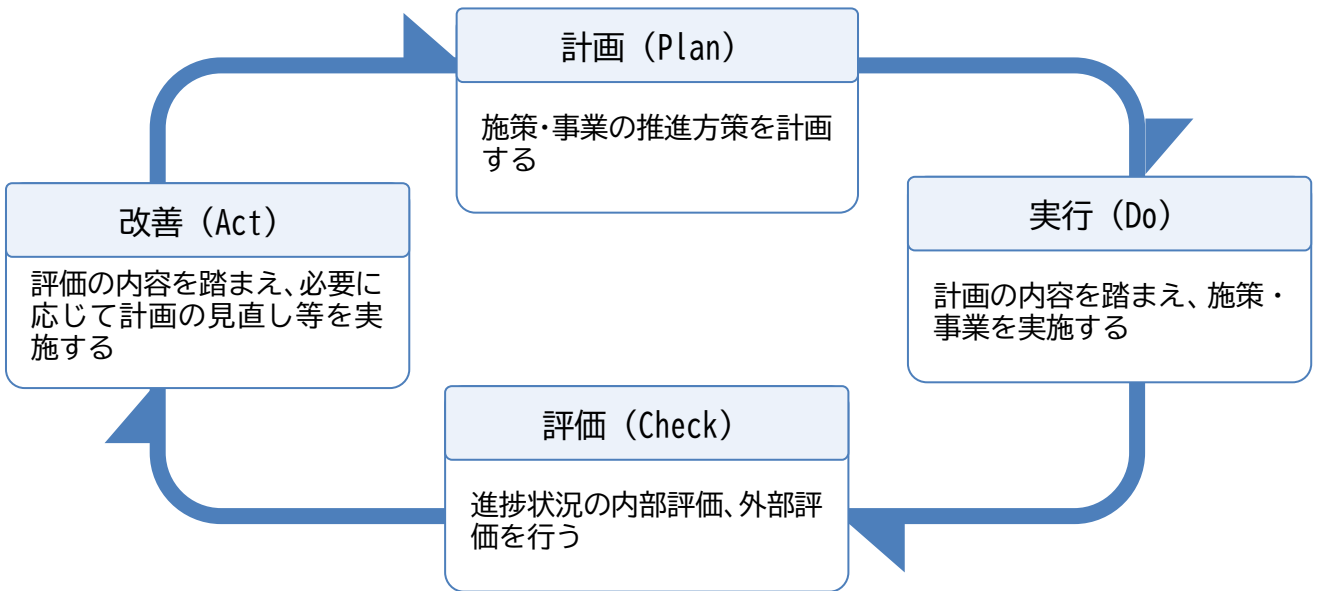 計画（Plan）
施策・事業の推進方策を計画
する
実行（Do）
計画の内容を踏まえ、施策・
事業を実施する
評価（Check）
進捗状況の内部評価、外部評
価を行う
改善（Act）
評価の内容を踏まえ、必要に
応じて計画の見直し等を実
施する